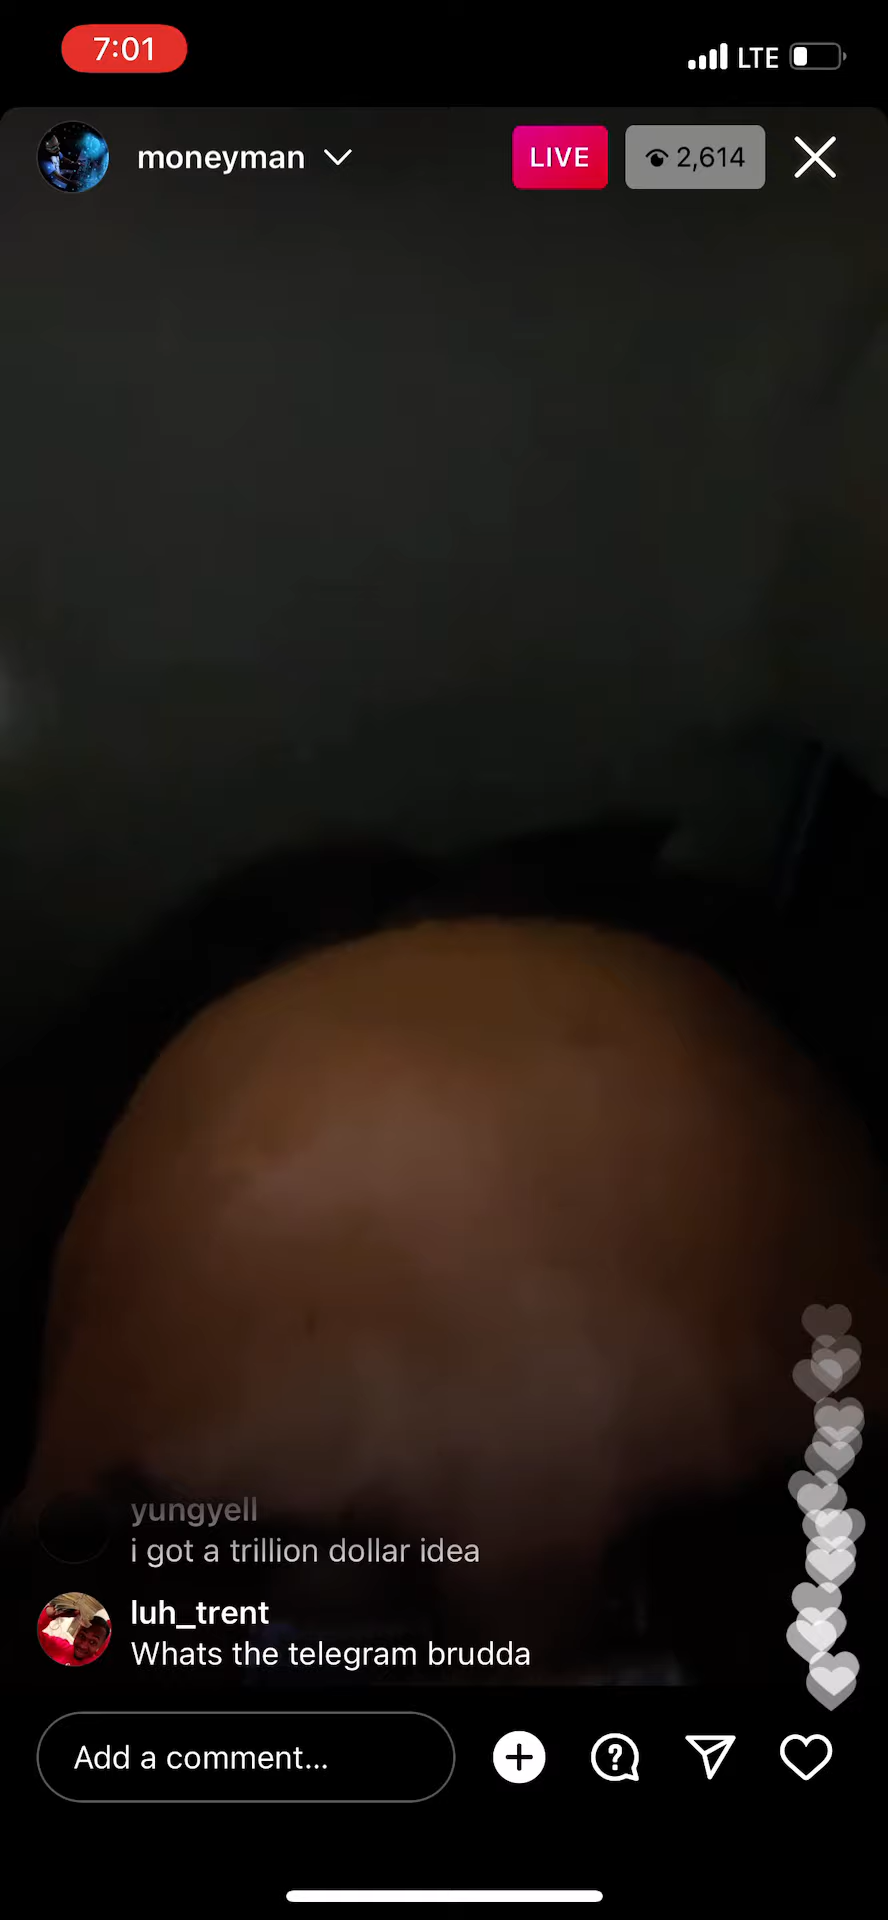 7:01
LTE
moneyman
LIVE
2,614
yungyell
i got a trillion dollar idea
luh_trent
Whats the telegram brudda
Add a comment...